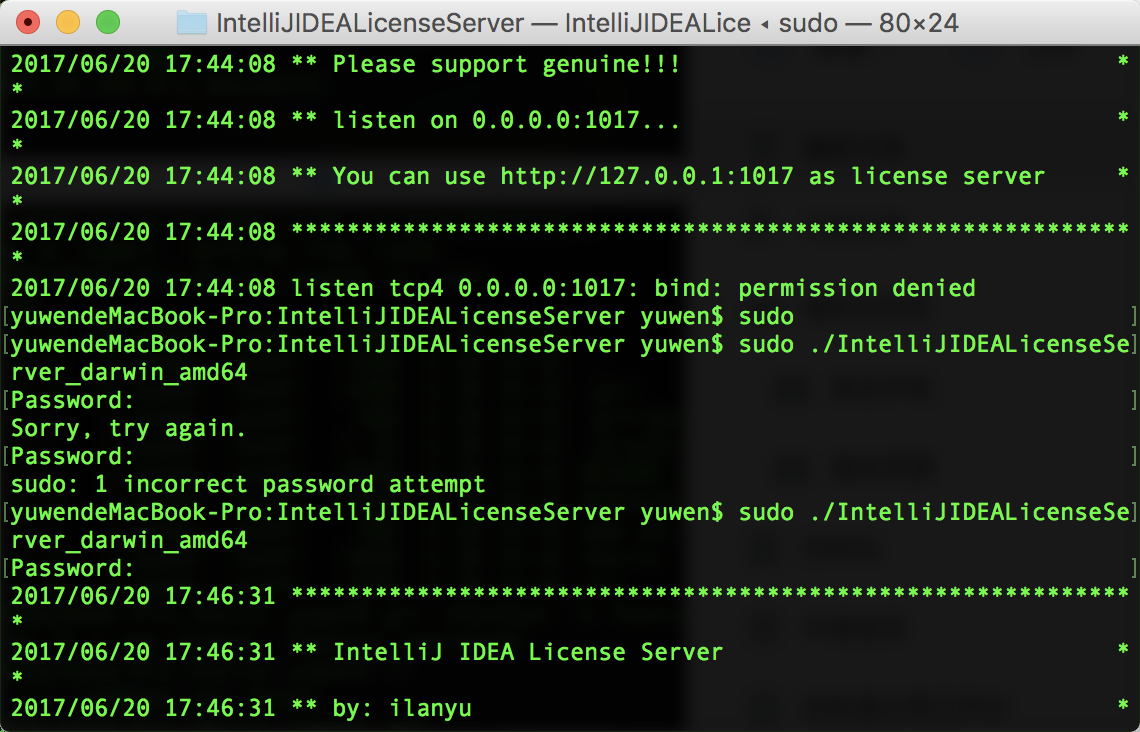 IntelliJIDEALicenseServer — IntelliJIDEALice ◂ sudo — 80×24
2017/06/20 17:44:08 ** Please support genuine!!! *
*
2017/06/20 17:44:08 ** listen on 0.0.0.0:1017... *
*
2017/06/20 17:44:08 ** You can use http://127.0.0.1:1017 as license server *
*
2017/06/20 17:44:08 ************************************************************
*
2017/06/20 17:44:08 listen tcp4 0.0.0.0:1017: bind: permission denied
[yuwendeMacBook-Pro:IntelliJIDEALicenseServer yuwen$ sudo ]
[yuwendeMacBook-Pro:IntelliJIDEALicenseServer yuwen$ sudo ./IntelliJIDEALicenseSe]
rver_darwin_amd64
[Password: ]
Sorry, try again.
[Password: ]
sudo: 1 incorrect password attempt
[yuwendeMacBook-Pro:IntelliJIDEALicenseServer yuwen$ sudo ./IntelliJIDEALicenseSe]
rver_darwin_amd64
[Password: ]
2017/06/20 17:46:31 ************************************************************
*
2017/06/20 17:46:31 ** IntelliJ IDEA License Server *
*
2017/06/20 17:46:31 ** by: ilanyu *